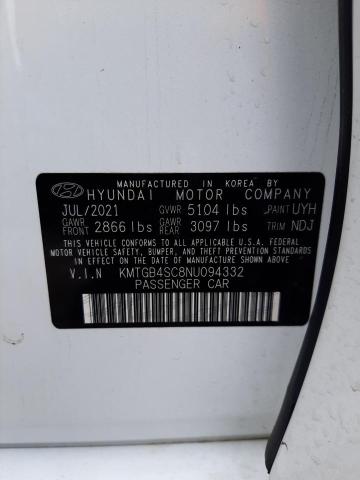 MANUFACTURED IN KOREA BY
HYUNDAI MOTOR COMPANY
JUL/2021 GVWR 5104 lbs PAINT UYH
GAWR FRONT 2866 lbs GAWR REAR 3097 lbs TRIM NDJ
THIS VEHICLE CONFORMS TO ALL APPLICABLE U.S.A. FEDERAL
MOTOR VEHICLE SAFETY, BUMPER, AND THEFT PREVENTION
STANDARDS IN EFFECT ON THE DATE OF MANUFACTURE SHOWN ABOVE.
V.I.N KMTGB4SC8NU094332
PASSENGER CAR